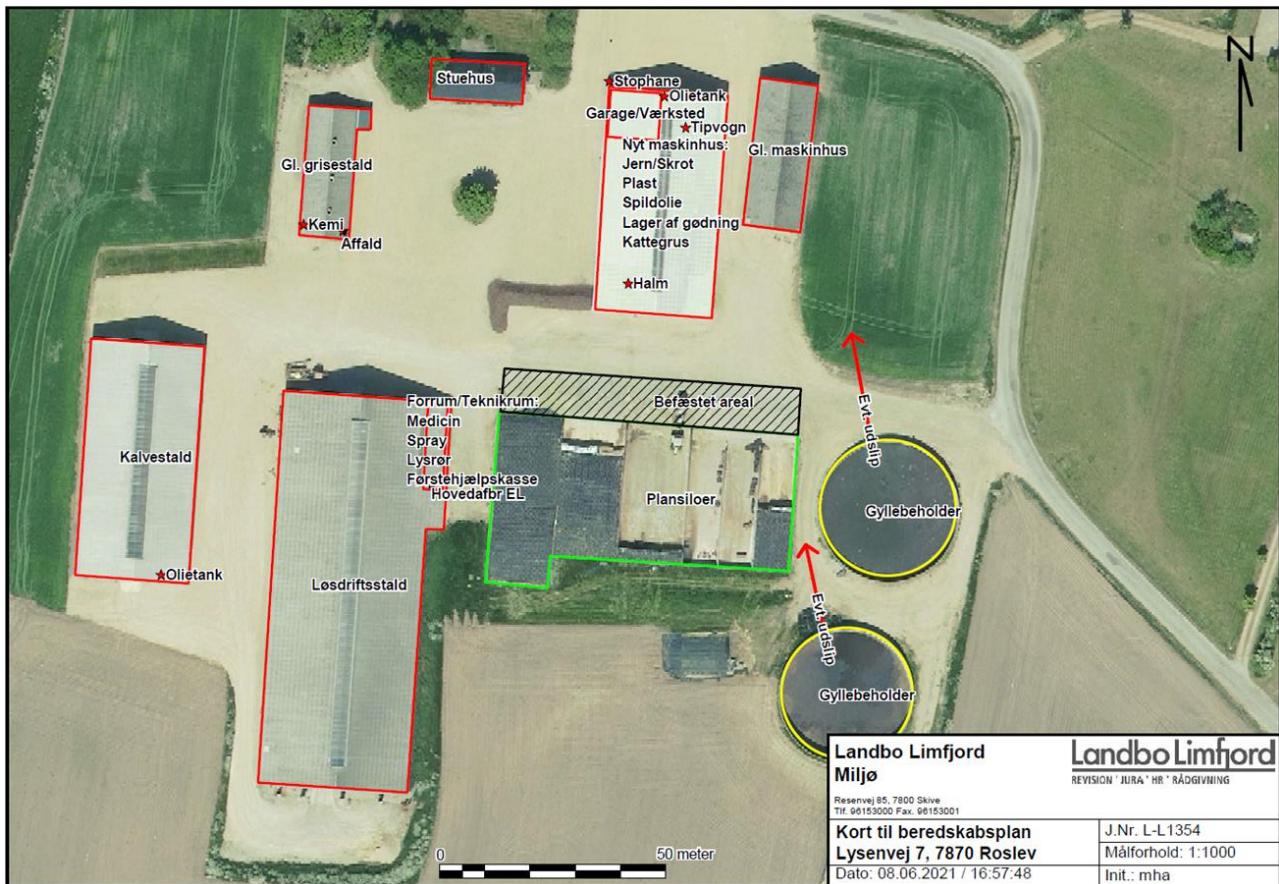 N
Stuehus
Stophane
Olietank
Garage/Værksted
Tipvogn
Nyt maskinhus:
Jern/Skrot
Plast
Spildolie
Lager af gødning
Kattegrus
Halm
Gl. maskinhus
Gl. grisestald
Kemi
Affald
Kalvestald
Olietank
Forrum/Teknikrum:
Medicin
Spray
Lysrør
Førstehjælpskasse
Hovedafbr EL
Løsdriftsstald
Befæstet areal
Plansiloer
Evt. udslip
Gyllebeholder
Evt. udslip
Gyllebeholder
0 50 meter
Landbo Limfjord
Miljø
Resenvej 85, 7800 Skive
Tlf. 96153000 Fax. 96153001
LandboLimfjord
REVISION ' JURA ' HR ' RÅDGIVNING
Kort til beredskabsplan
Lysenvej 7, 7870 Roslev
Dato: 08.06.2021 / 16:57:48
J.Nr. L-L1354
Målforhold: 1:1000
Init.: mha